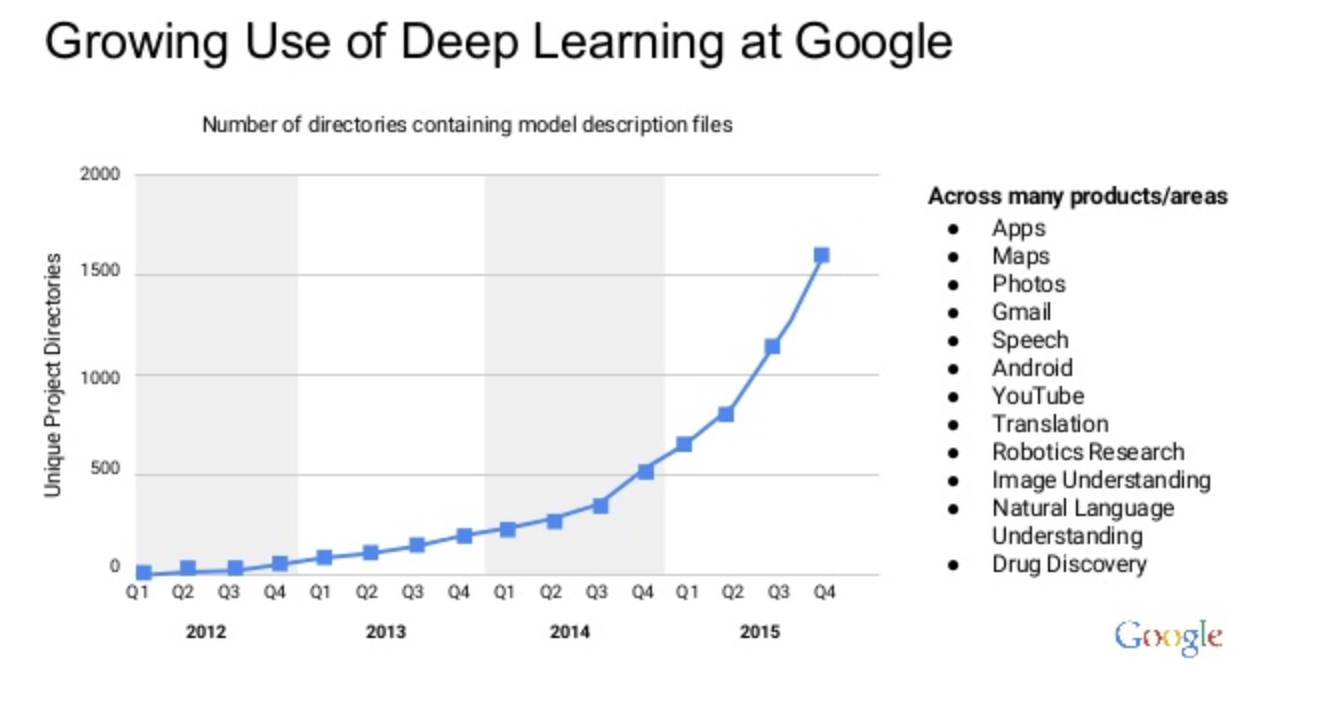 Growing Use of Deep Learning at Google
Number of directories containing model description files
Unique Project Directories
2000
1500
1000
500
0
Q1 Q2 Q3 Q4 Q1 Q2 Q3 Q4 Q1 Q2 Q3 Q4 Q1 Q2 Q3 Q4
2012 2013 2014 2015
Across many products/areas
● Apps
● Maps
● Photos
● Gmail
● Speech
● Android
● YouTube
● Translation
● Robotics Research
● Image Understanding
● Natural Language
Understanding
● Drug Discovery
Google